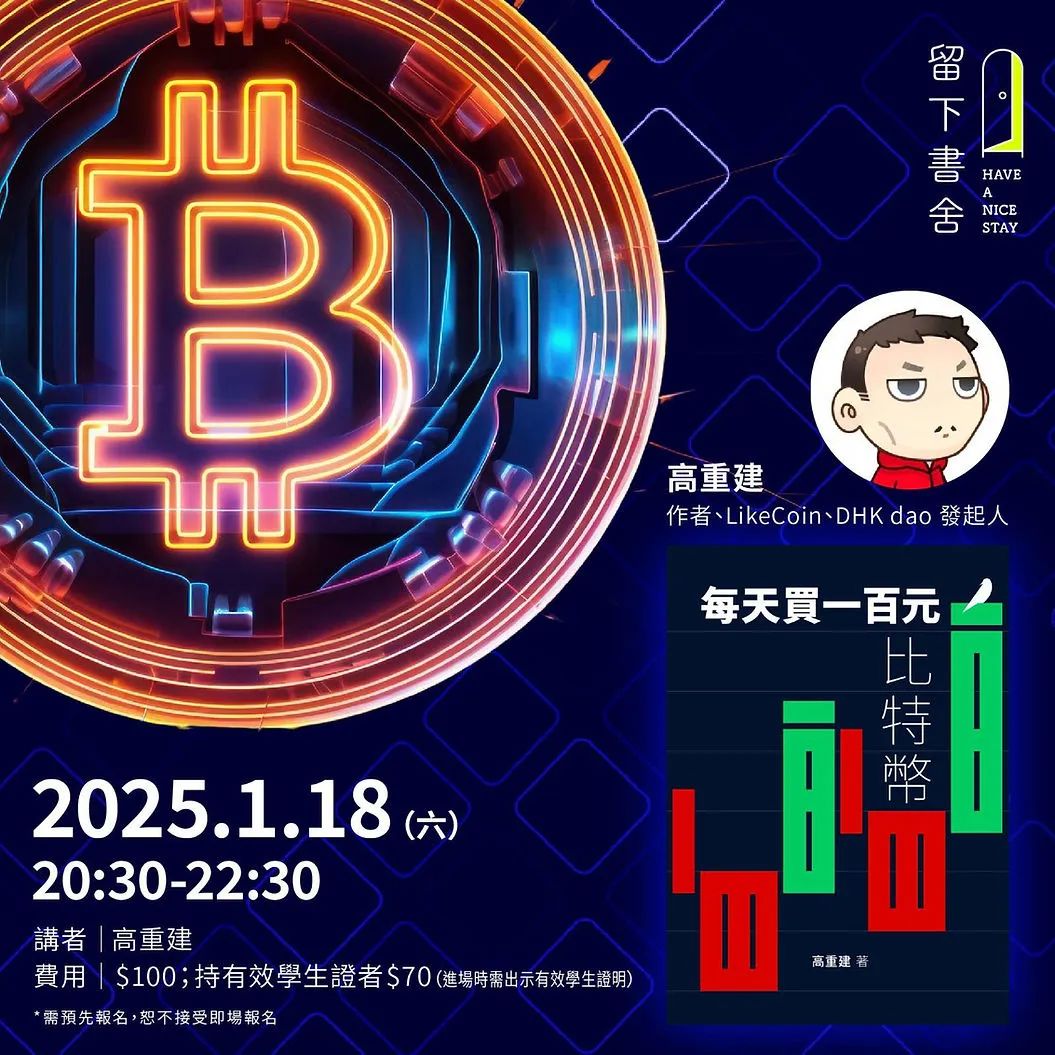 留下書舍
HAVE
A
NICE
STAY
高重建
作者、LikeCoin、DHK dao 發起人
每天買一百元
比特幣
高重建 著
2025.1.18(六)
20:30-22:30
講者｜高重建
費用｜$100；持有效學生證者$70(進場時需出示有效學生證明)
*需預先報名，恕不接受即場報名